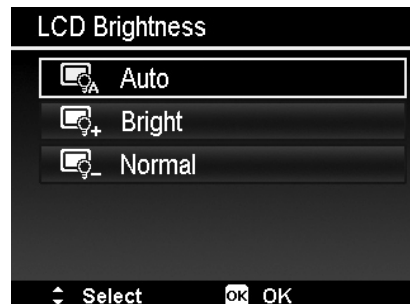 LCD Brightness
A Auto
+ Bright
- Normal
Select OK OK